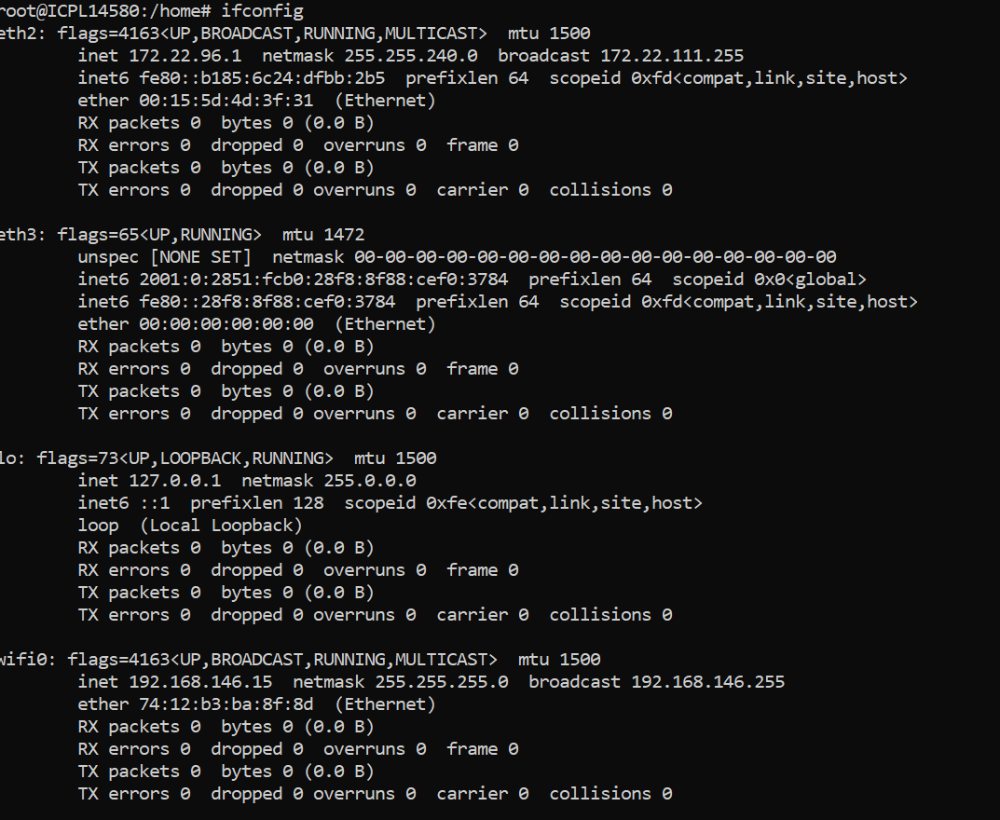 root@ICPL14580:/home# ifconfig
eth2: flags=4163<UP,BROADCAST,RUNNING,MULTICAST>  mtu 1500
        inet 172.22.96.1  netmask 255.255.240.0  broadcast 172.22.111.255
        inet6 fe80::b185:6c24:dfbb:2b5  prefixlen 64  scopeid 0xfd<compat,link,site,host>
        ether 00:15:5d:4d:3f:31  (Ethernet)
        RX packets 0  bytes 0 (0.0 B)
        RX errors 0  dropped 0  overruns 0  frame 0
        TX packets 0  bytes 0 (0.0 B)
        TX errors 0  dropped 0 overruns 0  carrier 0  collisions 0

eth3: flags=65<UP,RUNNING>  mtu 1472
        unspec [NONE SET]  netmask 00-00-00-00-00-00-00-00-00-00-00-00-00-00-00-00
        inet6 2001:0:2851:fcb0:28f8:8f88:cef0:3784  prefixlen 64  scopeid 0x0<global>
        inet6 fe80::28f8:8f88:cef0:3784  prefixlen 64  scopeid 0xfd<compat,link,site,host>
        ether 00:00:00:00:00:00  (Ethernet)
        RX packets 0  bytes 0 (0.0 B)
        RX errors 0  dropped 0  overruns 0  frame 0
        TX packets 0  bytes 0 (0.0 B)
        TX errors 0  dropped 0 overruns 0  carrier 0  collisions 0

lo: flags=73<UP,LOOPBACK,RUNNING>  mtu 1500
        inet 127.0.0.1  netmask 255.0.0.0
        inet6 ::1  prefixlen 128  scopeid 0xfe<compat,link,site,host>
        loop  (Local Loopback)
        RX packets 0  bytes 0 (0.0 B)
        RX errors 0  dropped 0  overruns 0  frame 0
        TX packets 0  bytes 0 (0.0 B)
        TX errors 0  dropped 0 overruns 0  carrier 0  collisions 0

wifi0: flags=4163<UP,BROADCAST,RUNNING,MULTICAST>  mtu 1500
        inet 192.168.146.15  netmask 255.255.255.0  broadcast 192.168.146.255
        ether 74:12:b3:ba:8f:8d  (Ethernet)
        RX packets 0  bytes 0 (0.0 B)
        RX errors 0  dropped 0  overruns 0  frame 0
        TX packets 0  bytes 0 (0.0 B)
        TX errors 0  dropped 0 overruns 0  carrier 0  collisions 0